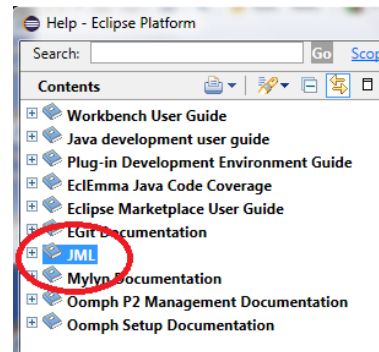 Help - Eclipse Platform
Search: Go Scop
Contents
Workbench User Guide
Java development user guide
Plug-in Development Environment Guide
EclEmma Java Code Coverage
Eclipse Marketplace User Guide
EGit Documentation
JML
Mylyn Documentation
Oomph P2 Management Documentation
Oomph Setup Documentation